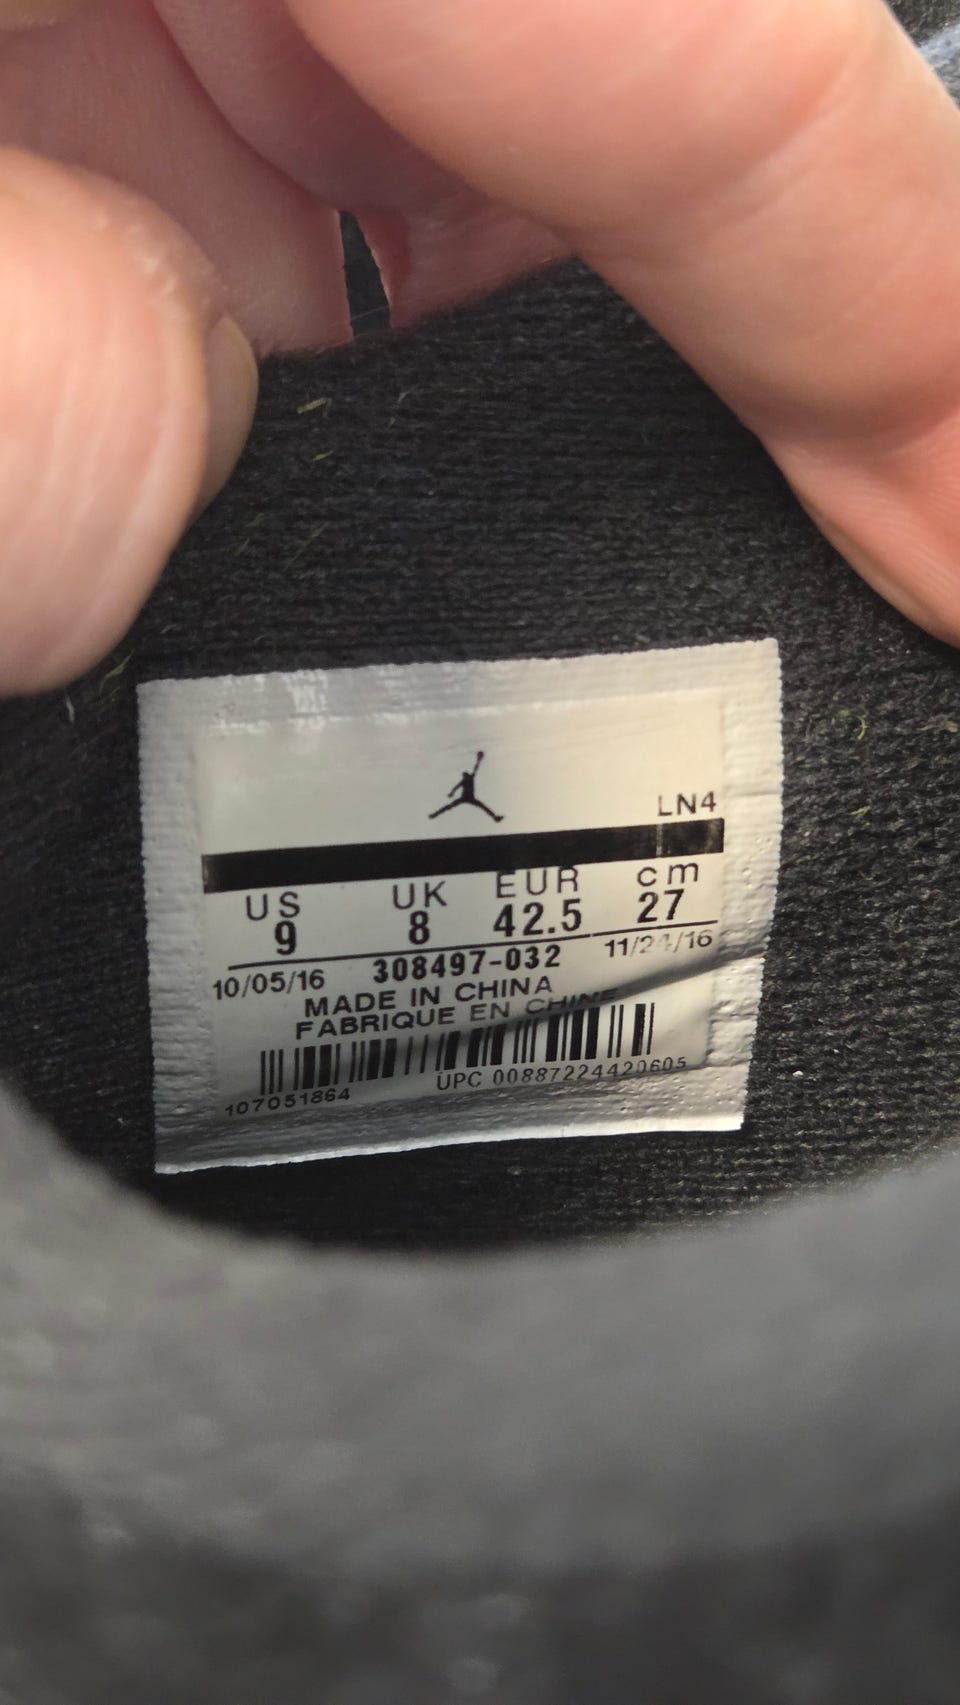 LN4
US UK EUR cm
9 8 42.5 27
10/05/16 308497-032 11/24/16
MADE IN CHINA
FABRIQUE EN CHINE
107051864 UPC 00887224420605